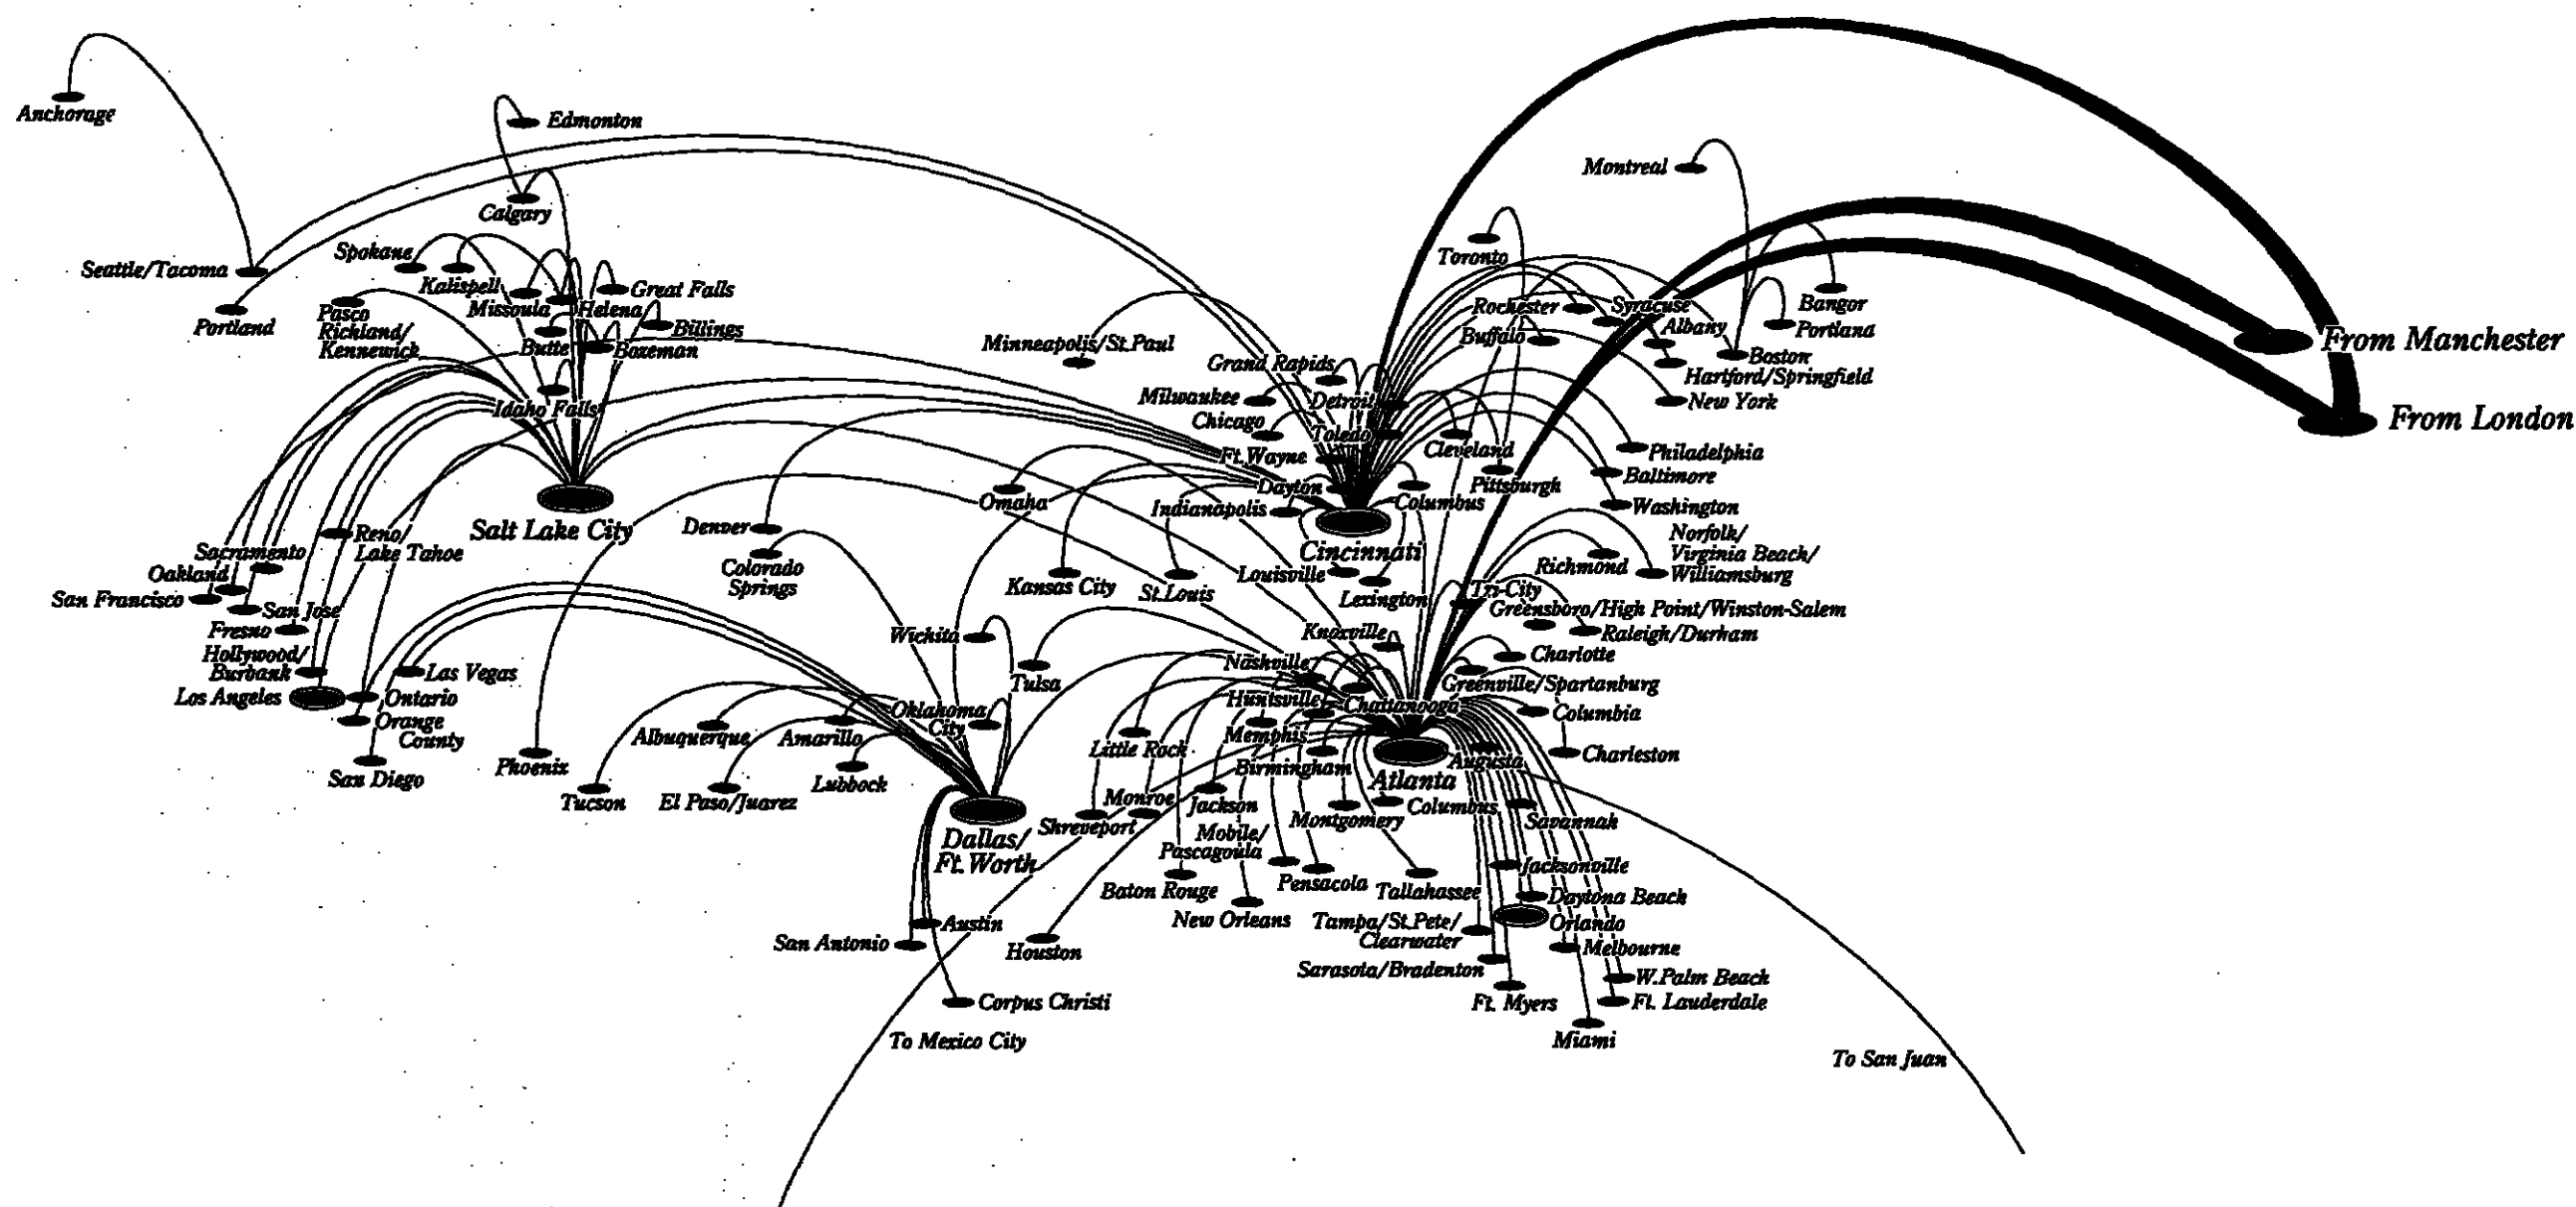 Anchorage
Edmonton
Calgary
Montreal
Toronto
Spokane
Seattle/Tacoma
Kalispell
Great Falls
Missoula
Helena
Portland
Pasco
Richland/
Kennewick
Billings
Butte
Bozeman
Idaho Falls
Minneapolis/St.Paul
Grand Rapids
Milwaukee
Detroit
Chicago
Toledo
Ft.Wayne
Dayton
Indianapolis
Rochester
Syracuse
Buffalo
Albany
Bangor
Portland
Boston
Hartford/Springfield
New York
From Manchester
From London
Cleveland
Philadelphia
Baltimore
Pittsburgh
Columbus
Washington
Norfolk/
Virginia Beach/
Williamsburg
Richmond
Cincinnati
Louisville
Lexington
Salt Lake City
Reno/
Lake Tahoe
Sacramento
Oakland
San Francisco
San Jose
Fresno
Hollywood/
Burbank
Los Angeles
Las Vegas
Ontario
Orange
County
San Diego
Denver
Colorado
Springs
Omaha
Kansas City
St.Louis
Wichita
Tulsa
Oklahoma
City
Albuquerque
Amarillo
Lubbock
Phoenix
Tucson
El Paso/Juarez
Tri-City
Greensboro/High Point/Winston-Salem
Raleigh/Durham
Knoxville
Charlotte
Nashville
Greenville/Spartanburg
Huntsville
Chattanooga
Columbia
Memphis
Charleston
Little Rock
Birmingham
Atlanta
Augusta
Monroe
Jackson
Columbus
Shreveport
Montgomery
Savannah
Dallas/
Ft.Worth
Mobile/
Pascagoula
Baton Rouge
Pensacola
Tallahassee
New Orleans
Jacksonville
Daytona Beach
Tampa/St.Pete/
Clearwater
Orlando
Melbourne
Sarasota/Bradenton
W.Palm Beach
Ft. Myers
Ft. Lauderdale
Miami
Austin
San Antonio
Houston
Corpus Christi
To Mexico City
To San Juan